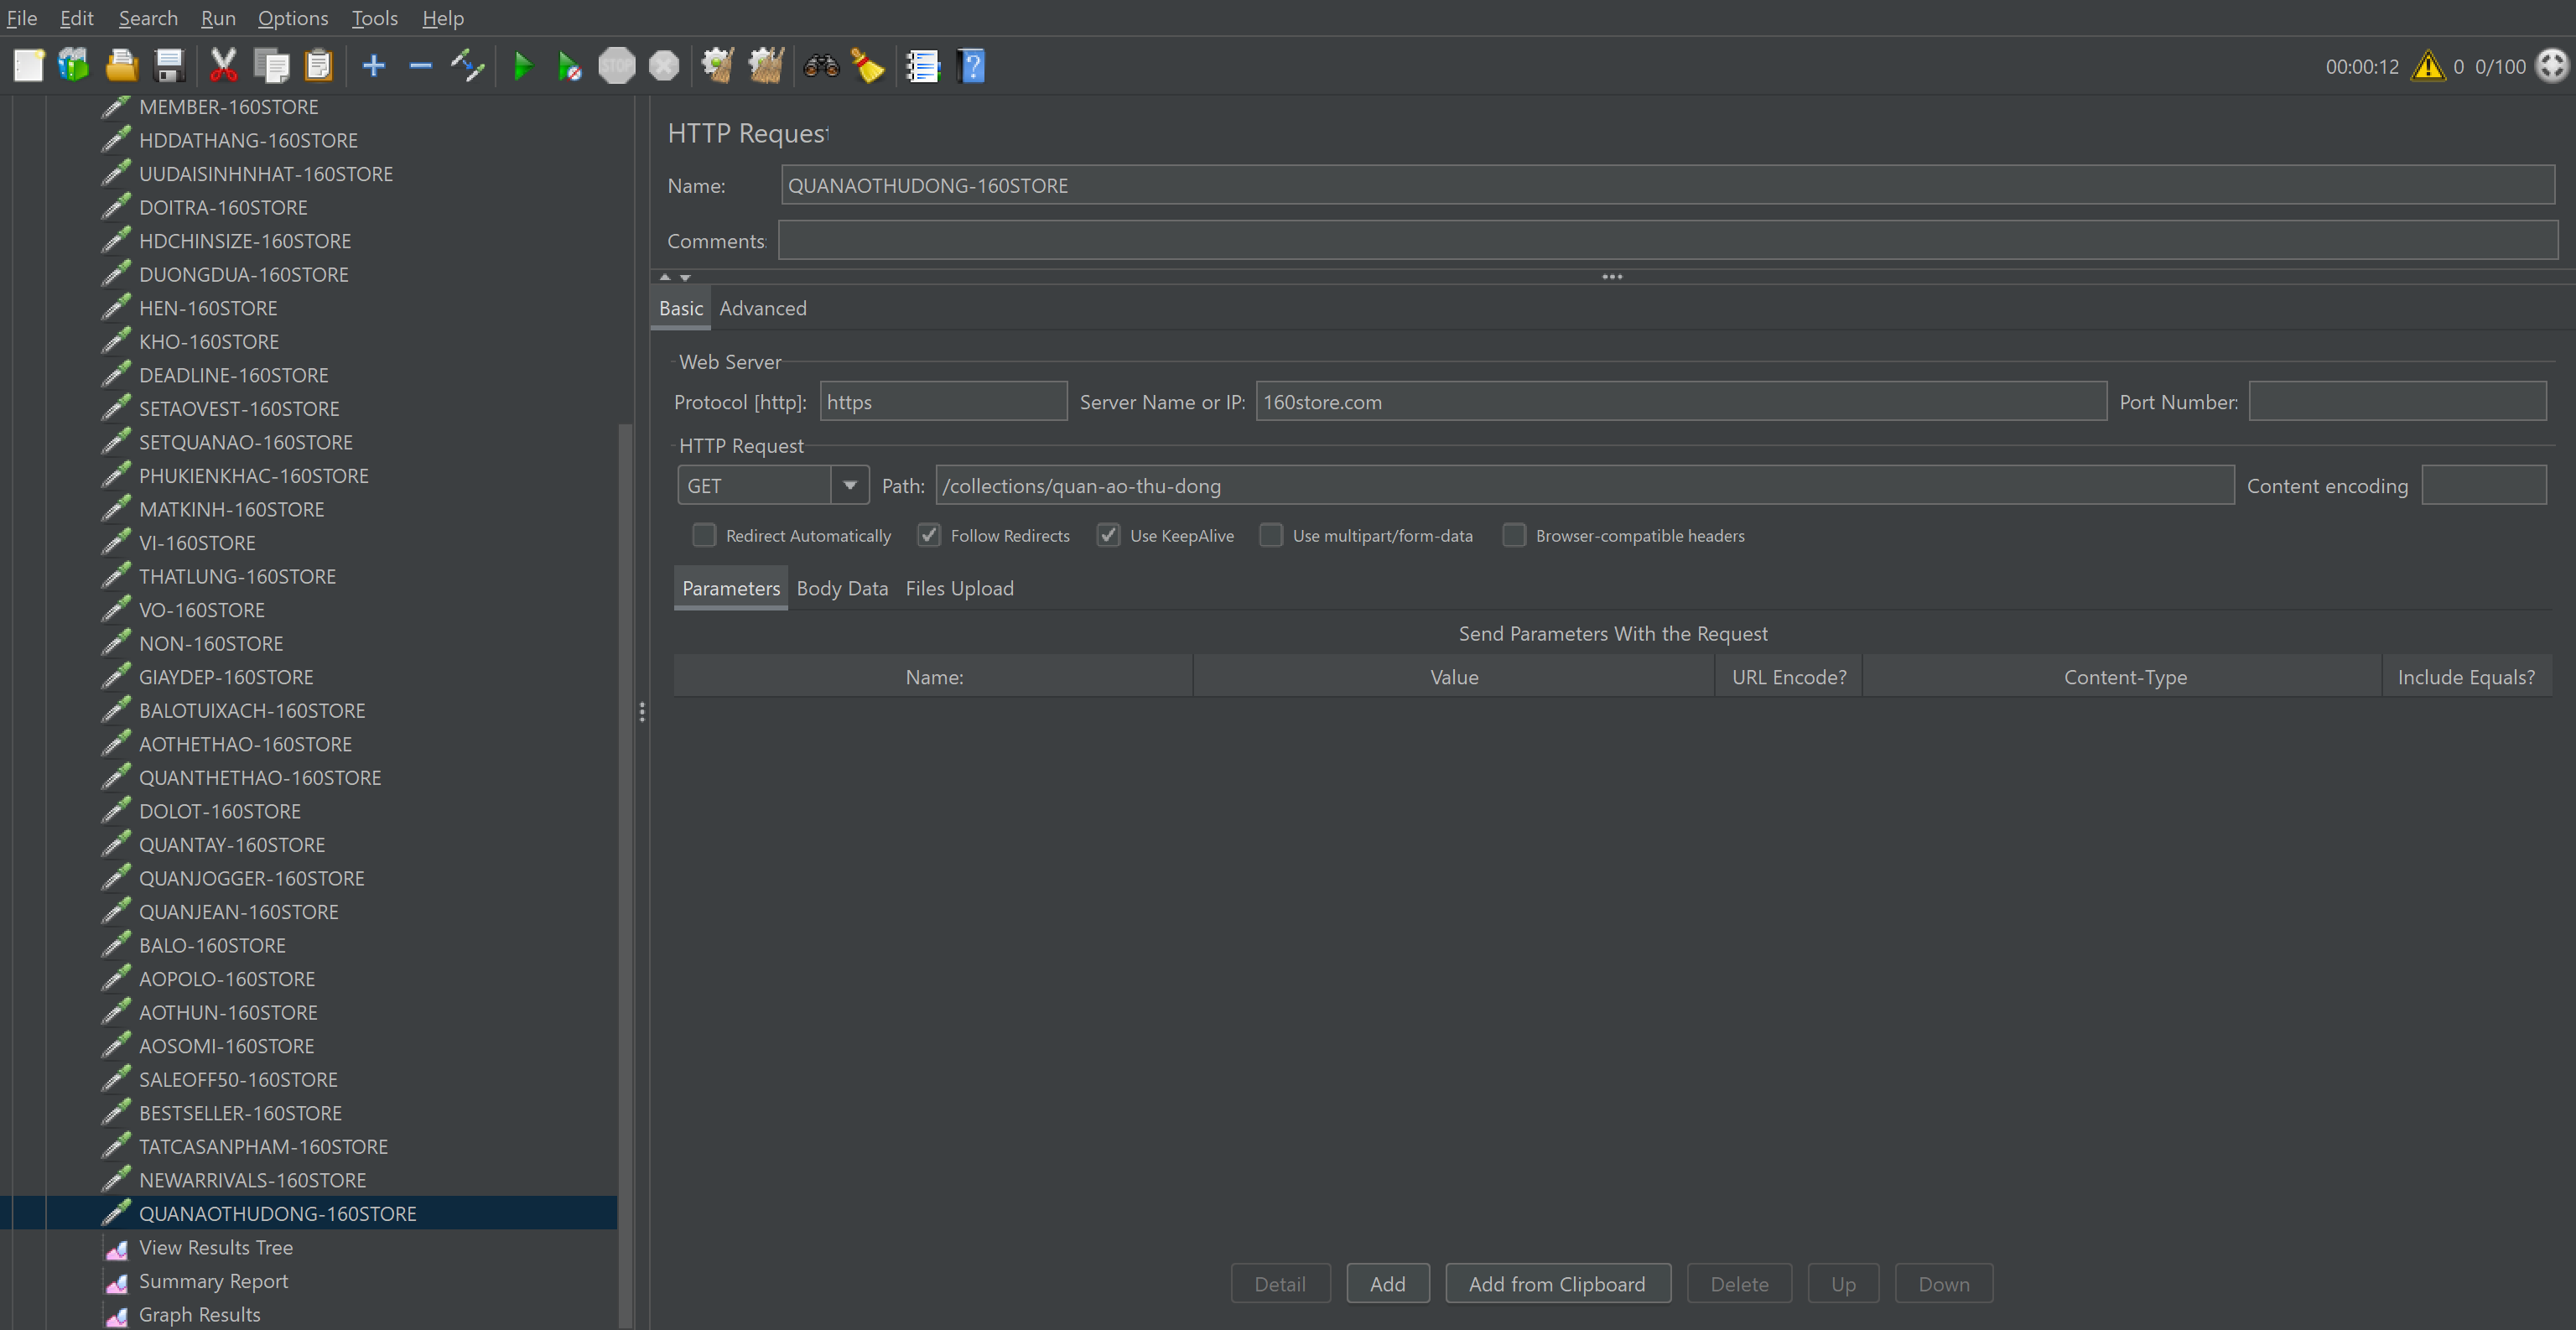 File Edit Search Run Options Tools Help
STOP
00:00:12 0 0/100
MEMBER-160STORE
HDDATHANG-160STORE
UUDAISINHNHAT-160STORE
DOITRA-160STORE
HDCHINSIZE-160STORE
DUONGDUA-160STORE
HEN-160STORE
KHO-160STORE
DEADLINE-160STORE
SETAOVEST-160STORE
SETQUANAO-160STORE
PHUKIENKHAC-160STORE
MATKINH-160STORE
VI-160STORE
THATLUNG-160STORE
VO-160STORE
NON-160STORE
GIAYDEP-160STORE
BALOTUIXACH-160STORE
AOTHETHAO-160STORE
QUANTHETHAO-160STORE
DOLOT-160STORE
QUANTAY-160STORE
QUANJOGGER-160STORE
QUANJEAN-160STORE
BALO-160STORE
AOPOLO-160STORE
AOTHUN-160STORE
AOSOMI-160STORE
SALEOFF50-160STORE
BESTSELLER-160STORE
TATCASANPHAM-160STORE
NEWARRIVALS-160STORE
QUANAOTHUDONG-160STORE
View Results Tree
Summary Report
Graph Results
HTTP Request
Name: QUANAOTHUDONG-160STORE
Comments:
Basic Advanced
Web Server
Protocol [http]: https Server Name or IP: 160store.com Port Number:
HTTP Request
GET Path: /collections/quan-ao-thu-dong Content encoding
Redirect Automatically Follow Redirects Use KeepAlive Use multipart/form-data Browser-compatible headers
Parameters Body Data Files Upload
Send Parameters With the Request
Name: Value URL Encode? Content-Type Include Equals?
Detail Add Add from Clipboard Delete Up Down